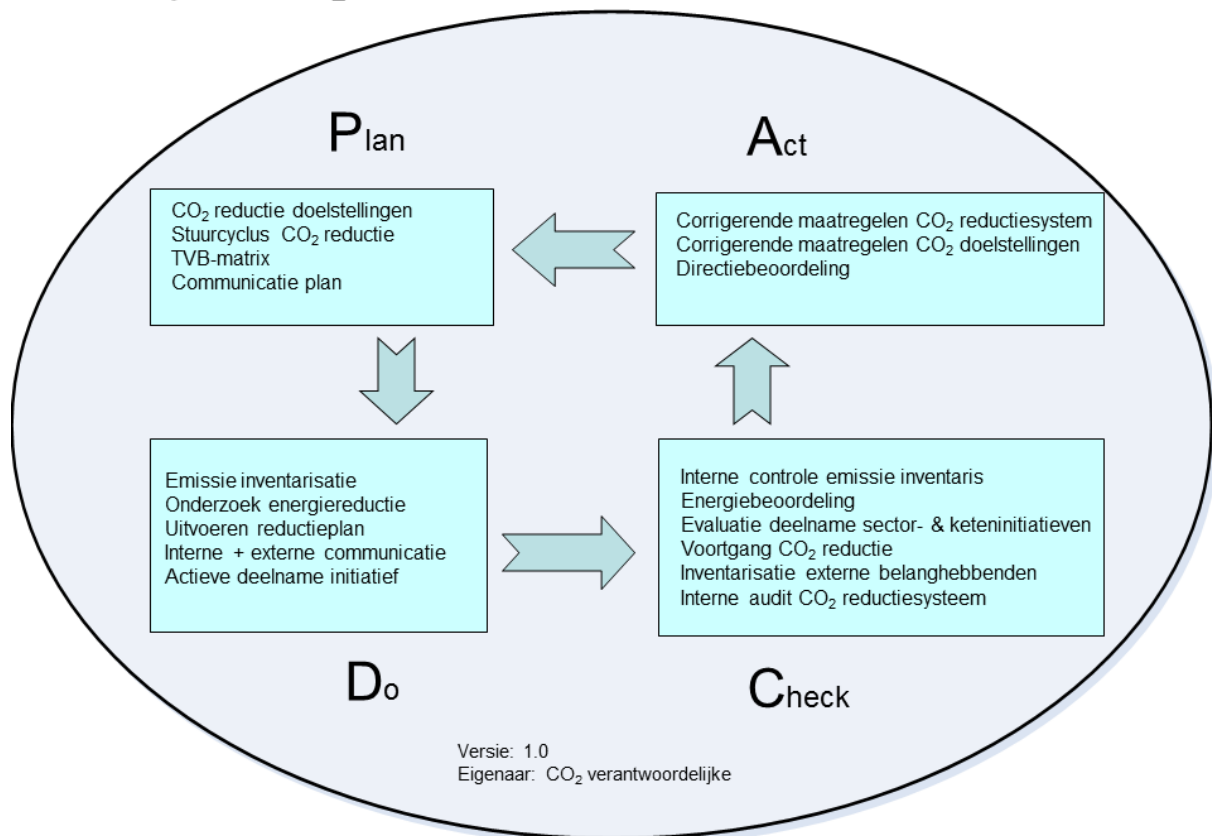 Plan
CO₂ reductie doelstellingen
Stuurcyclus CO₂ reductie
TVB-matrix
Communicatie plan
Act
Corrigerende maatregelen CO₂ reductiesystem
Corrigerende maatregelen CO₂ doelstellingen
Directiebeoordeling
Emissie inventarisatie
Onderzoek energiereductie
Uitvoeren reductieplan
Interne + externe communicatie
Actieve deelname initiatief
Do
Interne controle emissie inventaris
Energiebeoordeling
Evaluatie deelname sector- & keteninitiatieven
Voortgang CO₂ reductie
Inventarisatie externe belanghebbenden
Interne audit CO₂ reductiesysteem
Check
Versie: 1.0
Eigenaar: CO₂ verantwoordelijke